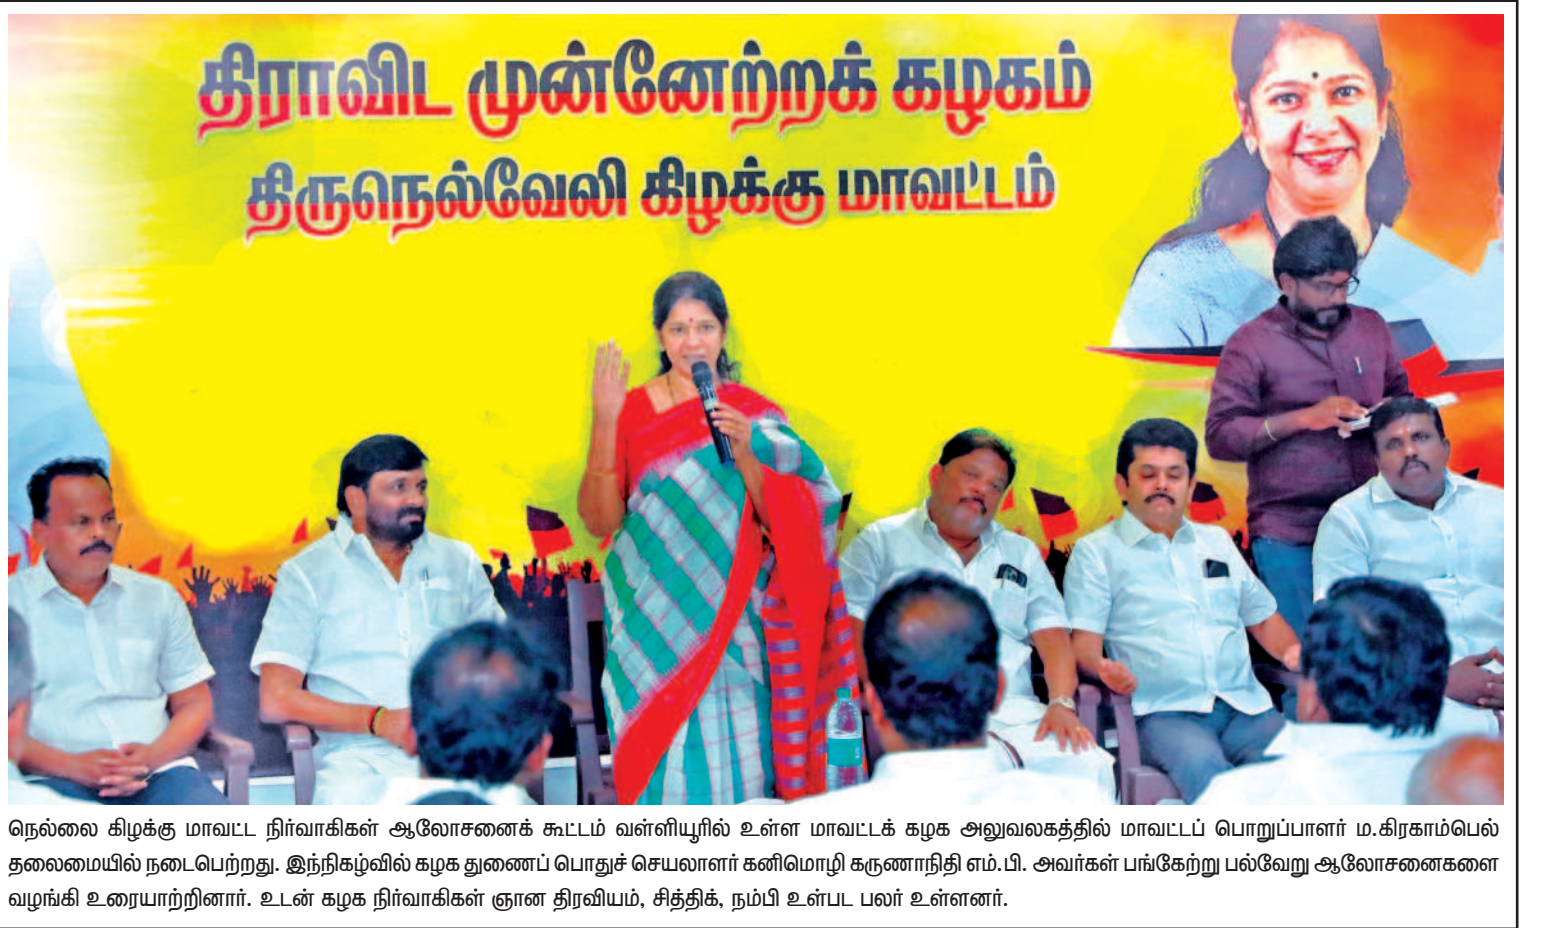 திராவிட முன்னேற்றக் கழகம்
திருநெல்வேலி கிழக்கு மாவட்டம்
நெல்லை கிழக்கு மாவட்ட நிர்வாகிகள் ஆலோசனைக் கூட்டம் வள்ளியூரில் உள்ள மாவட்டக் கழக அலுவலகத்தில் மாவட்டப் பொறுப்பாளர் ம.கிரகாம்பெல்
தலைமையில் நடைபெற்றது. இந்நிகழ்வில் கழக துணைப் பொதுச் செயலாளர் கனிமொழி கருணாநிதி எம்.பி. அவர்கள் பங்கேற்று பல்வேறு ஆலோசனைகளை
வழங்கி உரையாற்றினார். உடன் கழக நிர்வாகிகள் ஞான திரவியம், சித்திக், நம்பி உள்பட பலர் உள்ளனர்.